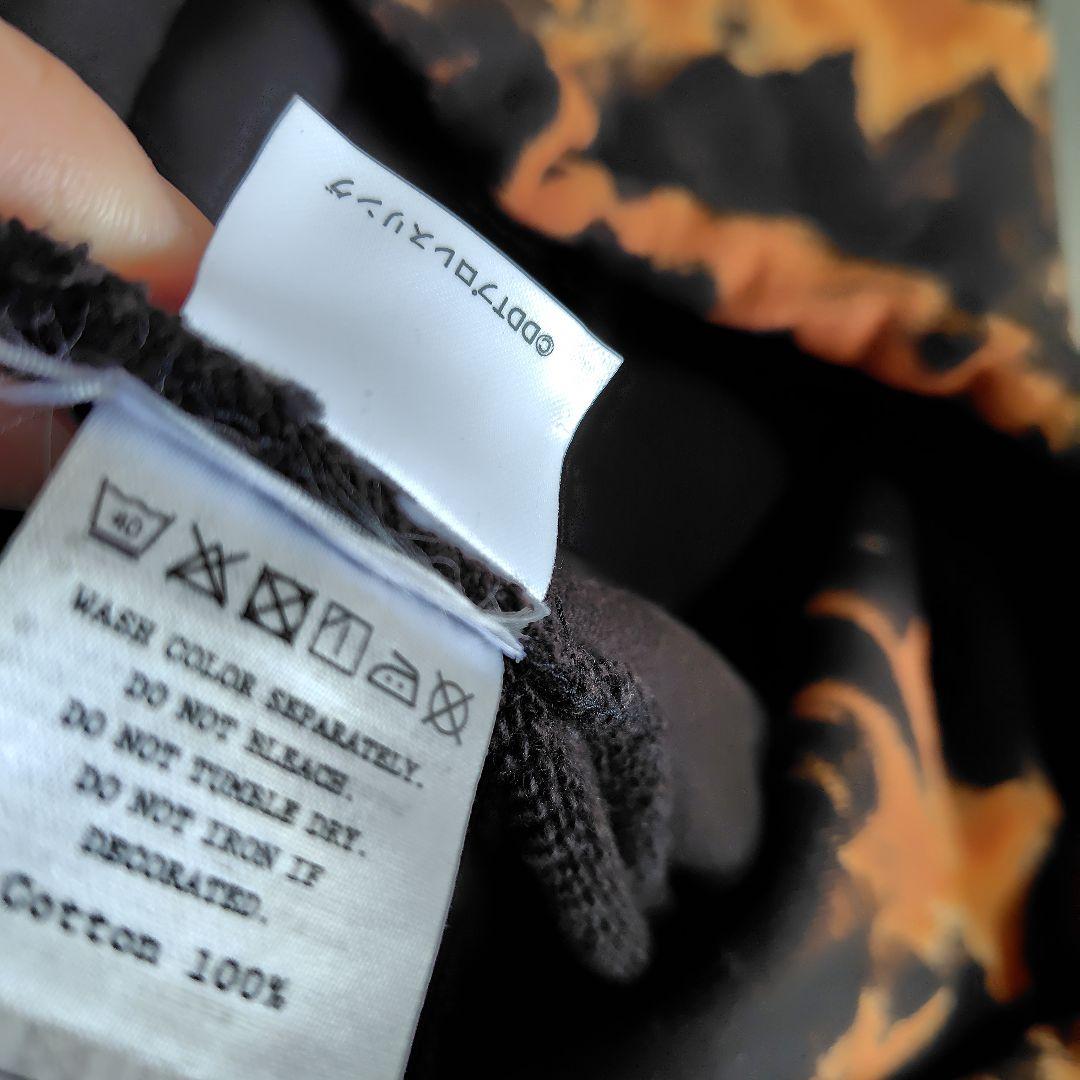 ©DDTプロレスリング
40
WASH COLOR SEPARATELY.
DO NOT BLEACH.
DO NOT TUMBLE DRY.
DO NOT IRON IF
DECORATED.
Cotton 100%